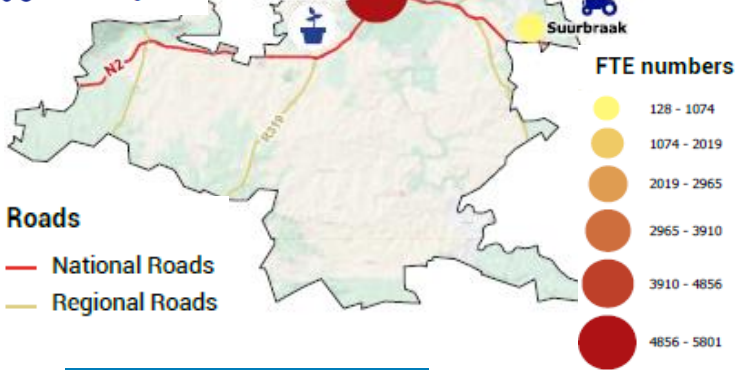 Suurbraak
N2
R319
FTE numbers
128 - 1074
1074 - 2019
2019 - 2965
2965 - 3910
3910 - 4856
4856 - 5801
Roads
National Roads
Regional Roads